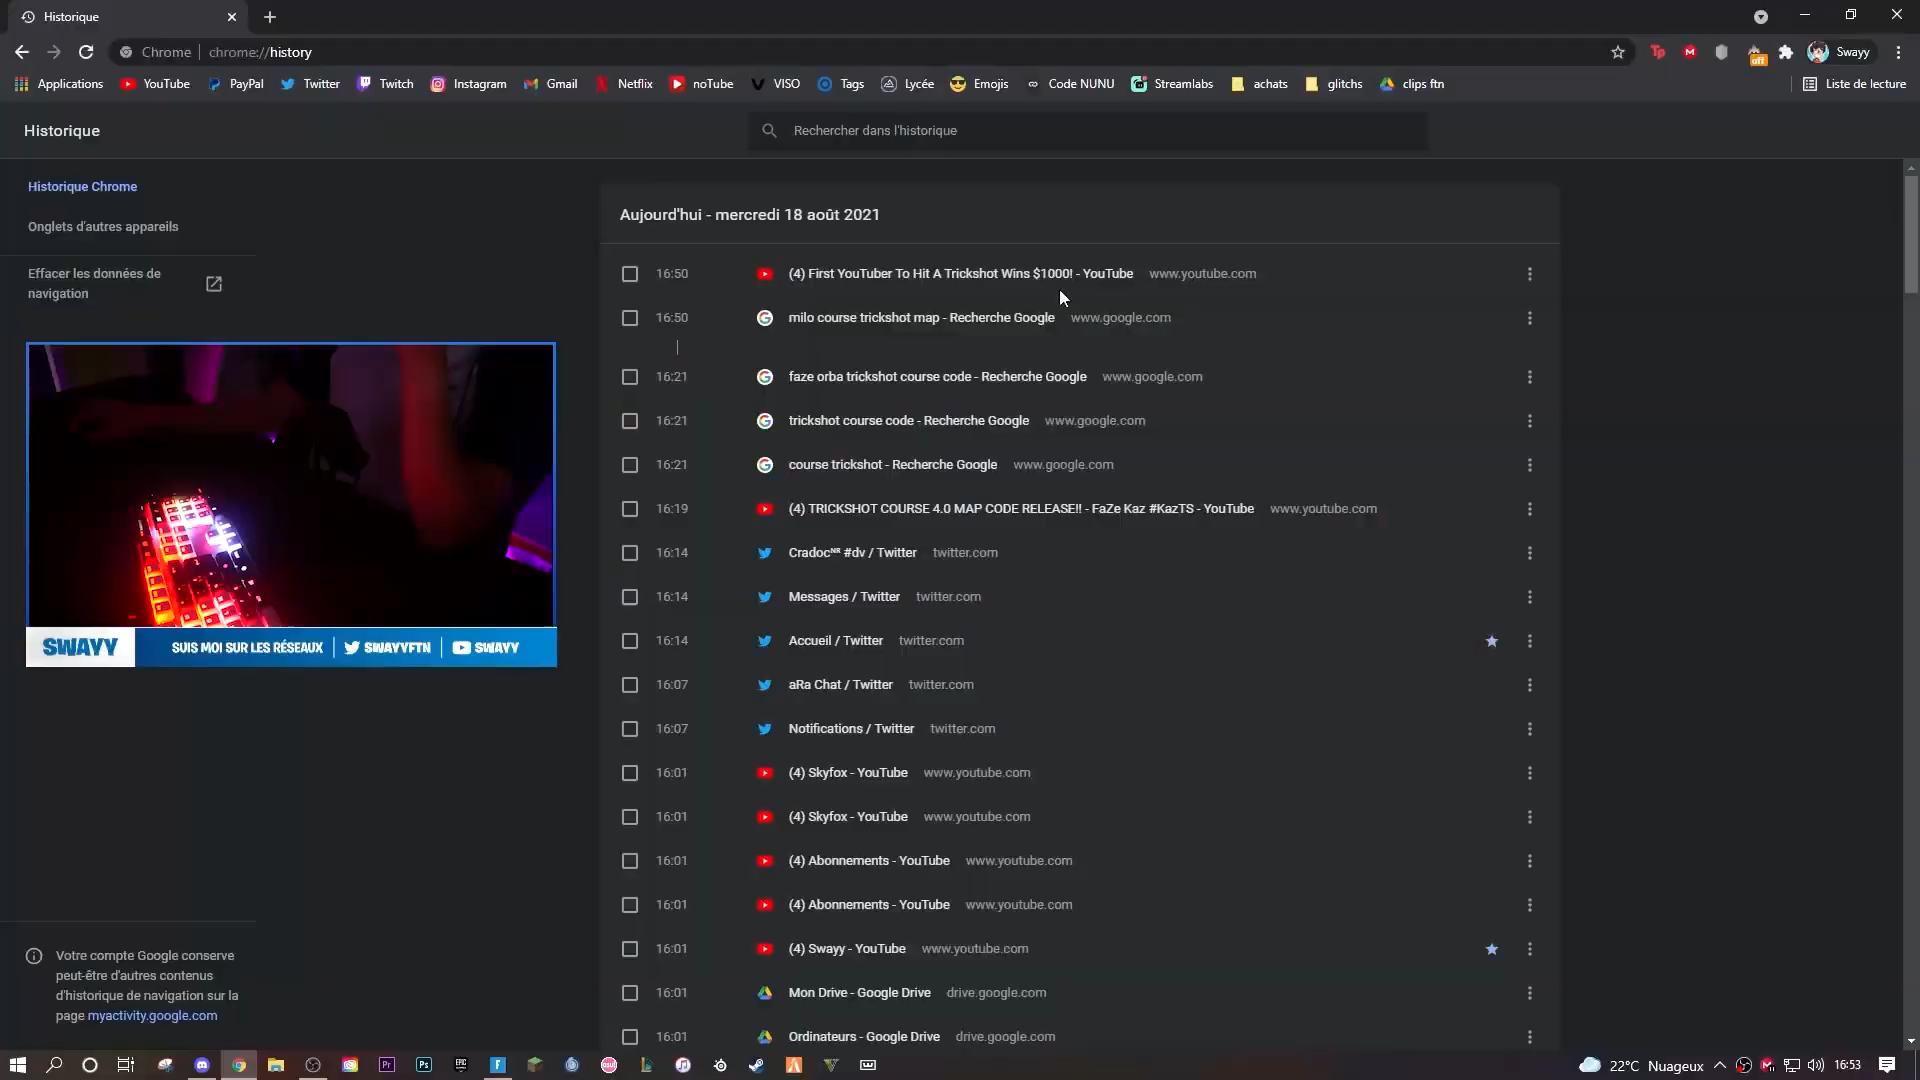 Historique
Chrome chrome://history
Swayy
off
Applications YouTube PayPal Twitter Twitch Instagram Gmail Netflix noTube VISO Tags Lycée Emojis Code NUNU Streamlabs achats glitchs clips ftn Liste de lecture
Historique
Rechercher dans l'historique
Historique Chrome
Onglets d'autres appareils
Effacer les données de
navigation
SWAYY SUIS MOI SUR LES RÉSEAUX SWAYYFTN SWAYY
Votre compte Google conserve
peut-être d'autres contenus
d'historique de navigation sur la
page myactivity.google.com
Aujourd'hui - mercredi 18 août 2021
16:50 (4) First YouTuber To Hit A Trickshot Wins $1000! - YouTube www.youtube.com
16:50 milo course trickshot map - Recherche Google www.google.com
16:21 faze orba trickshot course code - Recherche Google www.google.com
16:21 trickshot course code - Recherche Google www.google.com
16:21 course trickshot - Recherche Google www.google.com
16:19 (4) TRICKSHOT COURSE 4.0 MAP CODE RELEASE!! - FaZe Kaz #KazTS - YouTube www.youtube.com
16:14 Cradocᴺᴿ #dv / Twitter twitter.com
16:14 Messages / Twitter twitter.com
16:14 Accueil / Twitter twitter.com
16:07 aRa Chat / Twitter twitter.com
16:07 Notifications / Twitter twitter.com
16:01 (4) Skyfox - YouTube www.youtube.com
16:01 (4) Skyfox - YouTube www.youtube.com
16:01 (4) Abonnements - YouTube www.youtube.com
16:01 (4) Abonnements - YouTube www.youtube.com
16:01 (4) Swayy - YouTube www.youtube.com
16:01 Mon Drive - Google Drive drive.google.com
16:01 Ordinateurs - Google Drive drive.google.com
22°C Nuageux 16:53